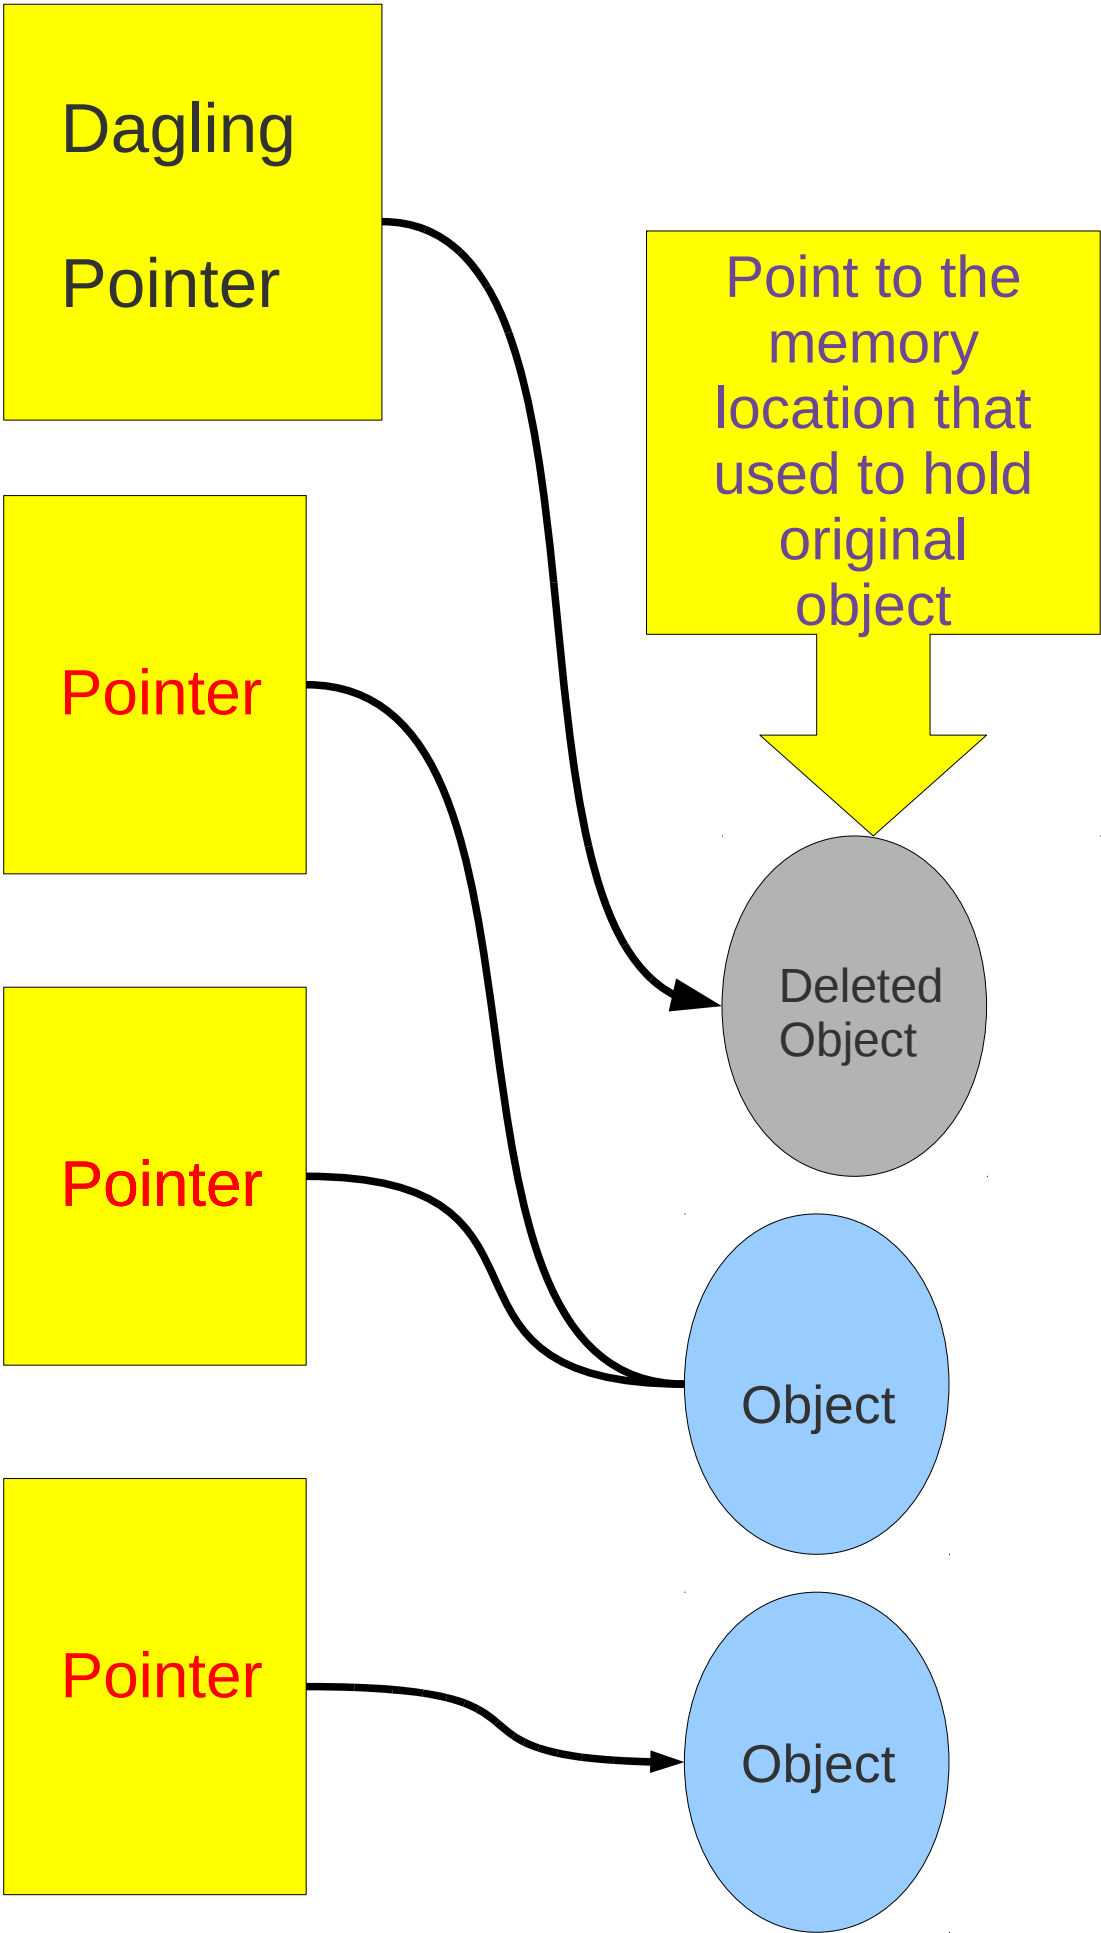 Dagling
Pointer
Point to the
memory
location that
used to hold
original
object
Pointer
Deleted
Object
Pointer
Object
Pointer
Object